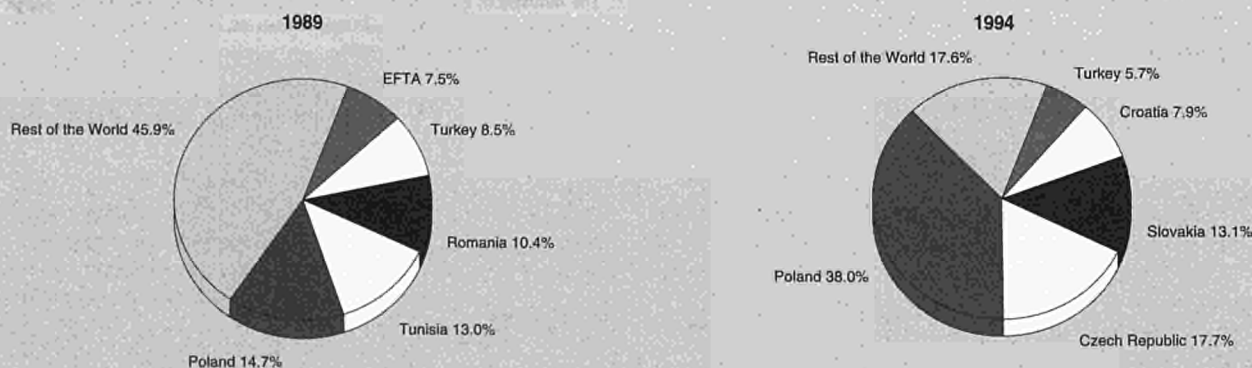 1989
EFTA 7.5%
Rest of the World 45.9%
Turkey 8.5%
Romania 10.4%
Tunisia 13.0%
Poland 14.7%
1994
Rest of the World 17.6%
Turkey 5.7%
Croatia 7.9%
Slovakia 13.1%
Poland 38.0%
Czech Republic 17.7%